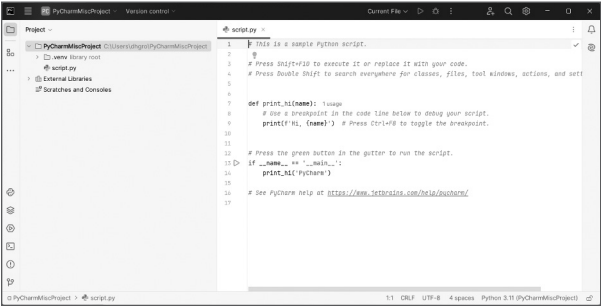 PC PyCharmMiscProject Version control Current File
Project
script.py
PyCharmMiscProject
.venv library root
script.py
External Libraries
Scratches and Consoles
1 # This is a sample Python script.
2
3 # Press Shift+F10 to execute it or replace it with your code.
4 # Press Double Shift to search everywhere for classes, files, tool windows, actions, and sett
5
6
7 def print_hi(name): 1 usage
8 # Use a breakpoint in the code line below to debug your script.
9 print(f'Hi, {name}') # Press Ctrl+F8 to toggle the breakpoint.
10
11
12 # Press the green button in the gutter to run the script.
13 if __name__ == '__main__':
14 print_hi('PyCharm')
15
16 # See PyCharm help at https://www.jetbrains.com/help/pycharm/
17
PyCharmMiscProject > script.py
1:1 CRLF UTF-8 4 spaces Python 3.11 (PyCharmMiscProject)